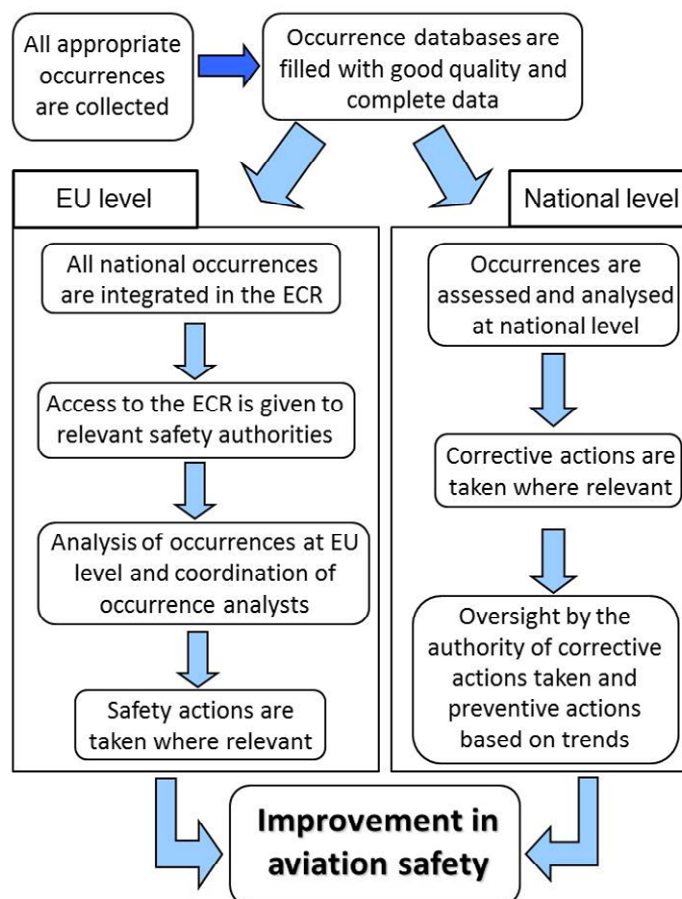 All appropriate
occurrences
are collected
Occurrence databases are
filled with good quality and
complete data
EU level
All national occurrences
are integrated in the ECR
Access to the ECR is given to
relevant safety authorities
Analysis of occurrences at EU
level and coordination of
occurrence analysts
Safety actions are
taken where relevant
National level
Occurrences are
assessed and analysed
at national level
Corrective actions are
taken where relevant
Oversight by the
authority of corrective
actions taken and
preventive actions
based on trends
Improvement in
aviation safety